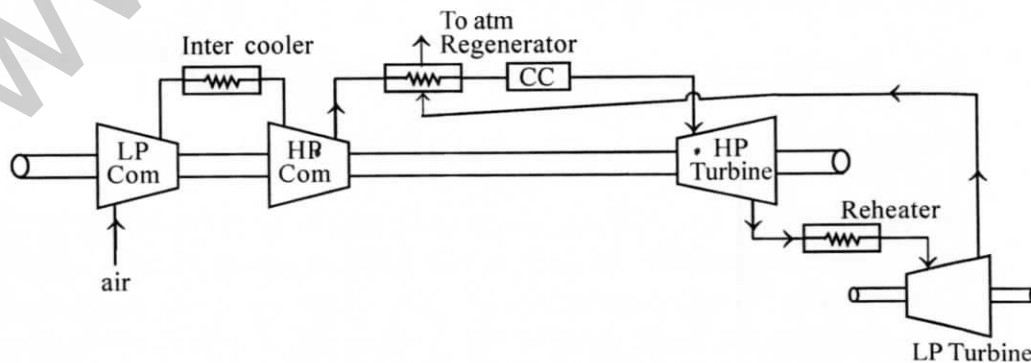 To atm
Inter cooler
Regenerator
CC
LP
Com
HP
Com
HP
Turbine
Reheater
air
LP Turbine